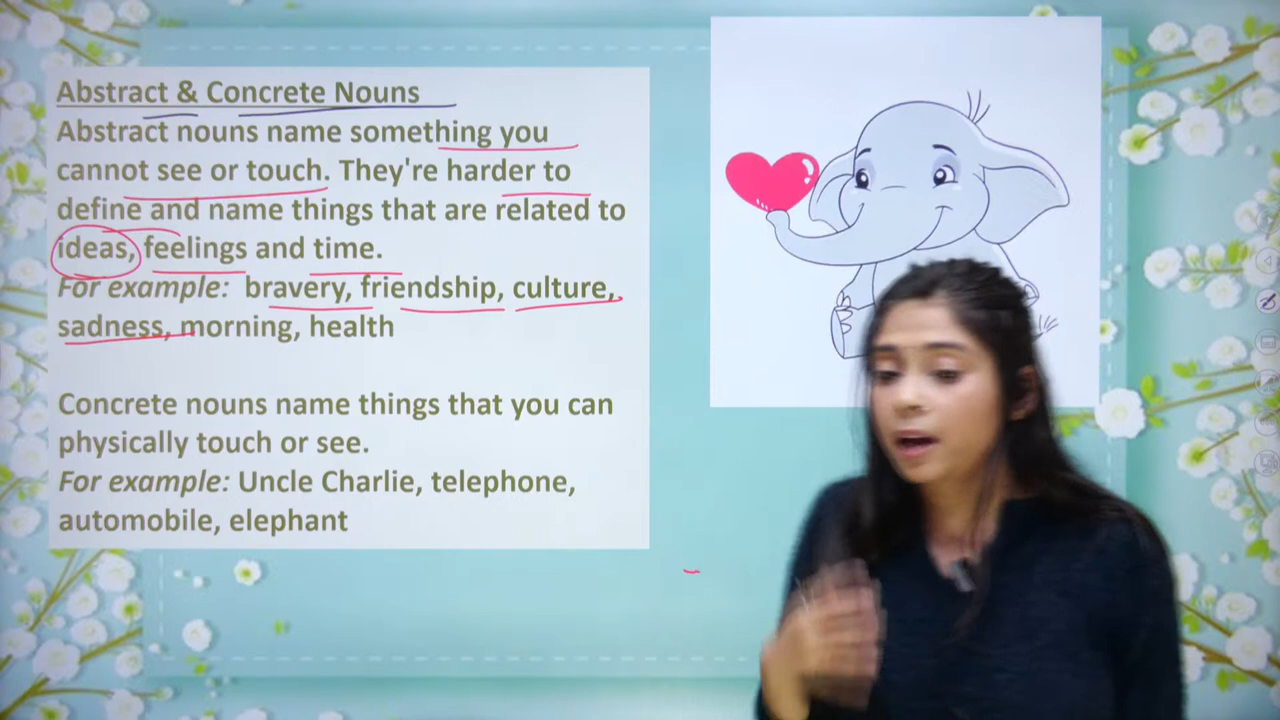 Abstract & Concrete Nouns
Abstract nouns name something you
cannot see or touch. They're harder to
define and name things that are related to
ideas, feelings and time.
For example: bravery, friendship, culture,
sadness, morning, health
Concrete nouns name things that you can
physically touch or see.
For example: Uncle Charlie, telephone,
automobile, elephant